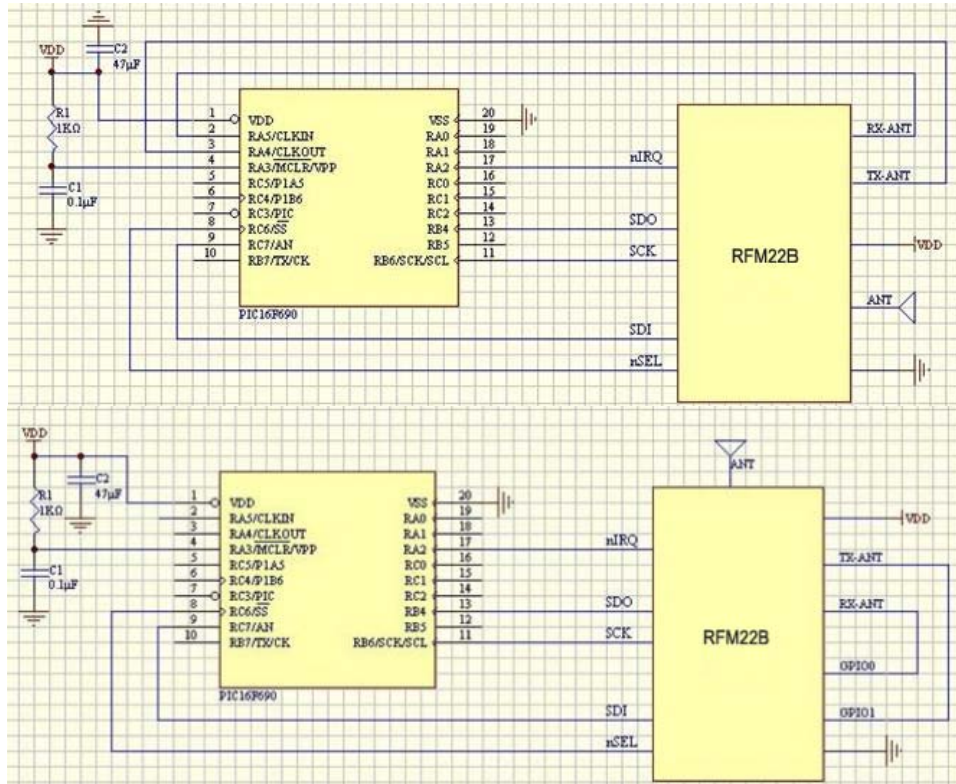 VDD
C2
47µF
R1
1KΩ
C1
0.1µF
1 VDD VSS 20
2 RA5/CLKIN RA0 19
3 RA4/CLKOUT RA1 18
4 RA3/MCLR/VPP RA2 17
5 RC5/P1A5 RC0 16
6 RC4/P1B6 RC1 15
7 RC3/PIC RC2 14
8 RC6/SS RB4 13
9 RC7/AN RB5 12
10 RB7/TX/CK RB6/SCK/SCL 11
PIC16F690
nIRQ
SDO
SCK
SDI
nSEL
RFM22B
RX-ANT
TX-ANT
VDD
ANT
VDD
C2
47µF
R1
1KΩ
C1
0.1µF
1 VDD VSS 20
2 RA5/CLKIN RA0 19
3 RA4/CLKOUT RA1 18
4 RA3/MCLR/VPP RA2 17
5 RC5/P1A5 RC0 16
6 RC4/P1B6 RC1 15
7 RC3/PIC RC2 14
8 RC6/SS RB4 13
9 RC7/AN RB5 12
10 RB7/TX/CK RB6/SCK/SCL 11
PIC16F690
nIRQ
SDO
SCK
SDI
nSEL
ANT
RFM22B
VDD
TX-ANT
RX-ANT
GPIO0
GPIO1